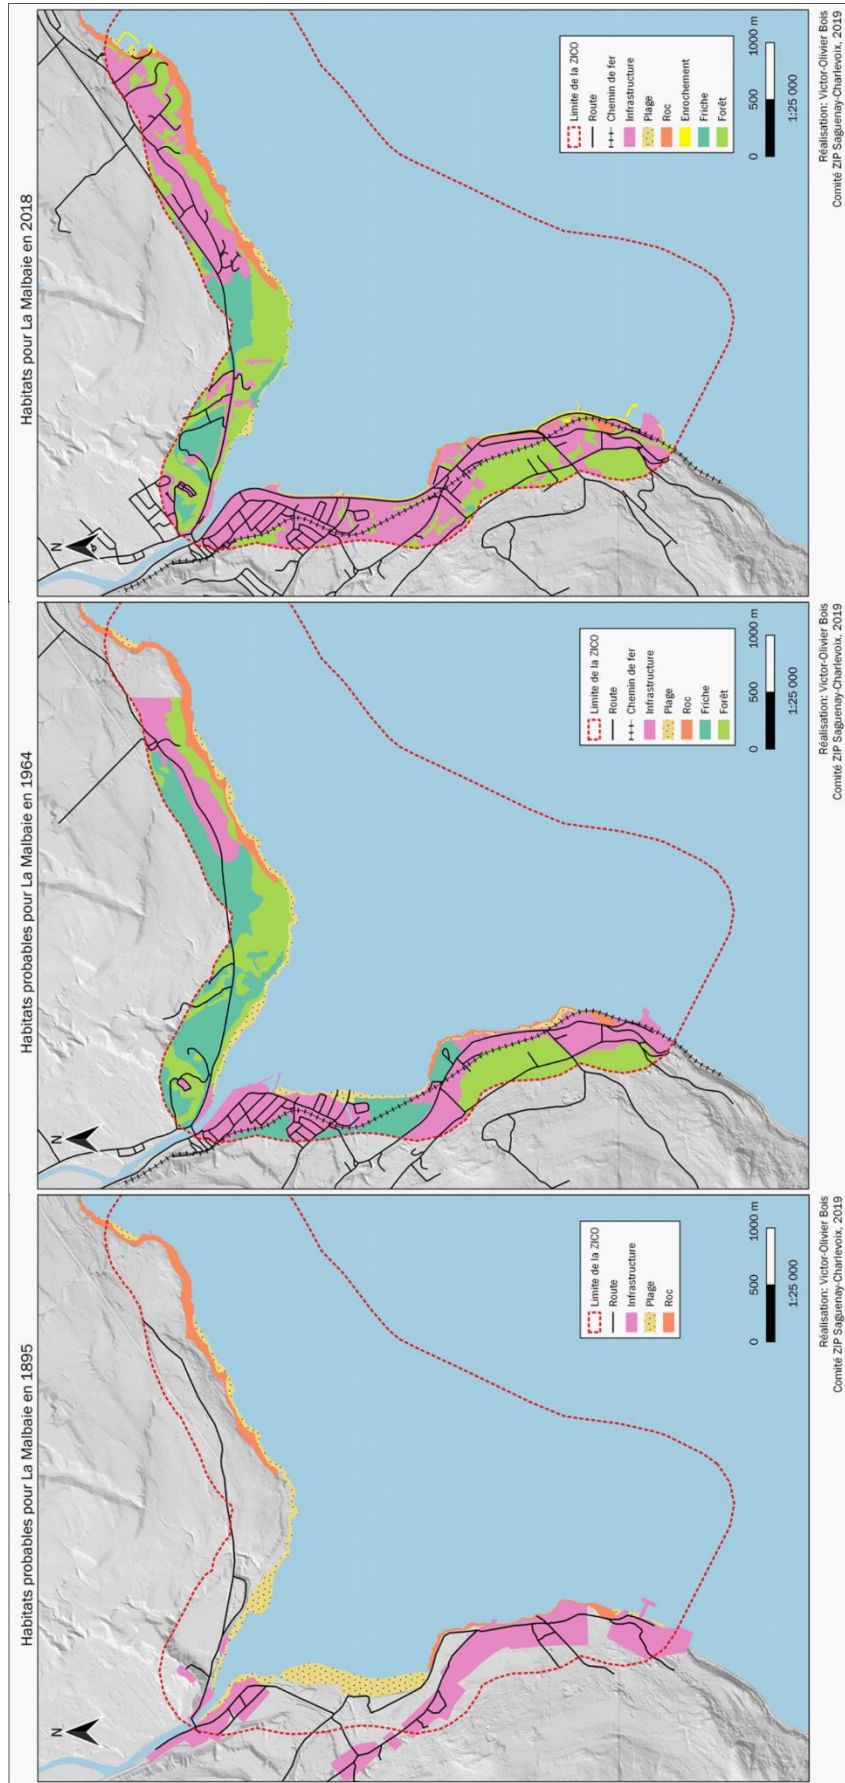 Habitats pour La Malbaie en 2018
N
Limite de la ZICO
Route
Chemin de fer
Infrastructure
Plage
Roc
Enrochement
Friche
Forêt
0 500 1000 m
1:25 000
Réalisation: Victor-Olivier Bois
Comité ZIP Saguenay-Charlevoix, 2019
Habitats probables pour La Malbaie en 1964
N
Limite de la ZICO
Route
Chemin de fer
Infrastructure
Plage
Roc
Friche
Forêt
0 500 1000 m
1:25 000
Réalisation: Victor-Olivier Bois
Comité ZIP Saguenay-Charlevoix, 2019
Habitats probables pour La Malbaie en 1895
N
Limite de la ZICO
Route
Infrastructure
Plage
Roc
0 500 1000 m
1:25 000
Réalisation: Victor-Olivier Bois
Comité ZIP Saguenay-Charlevoix, 2019